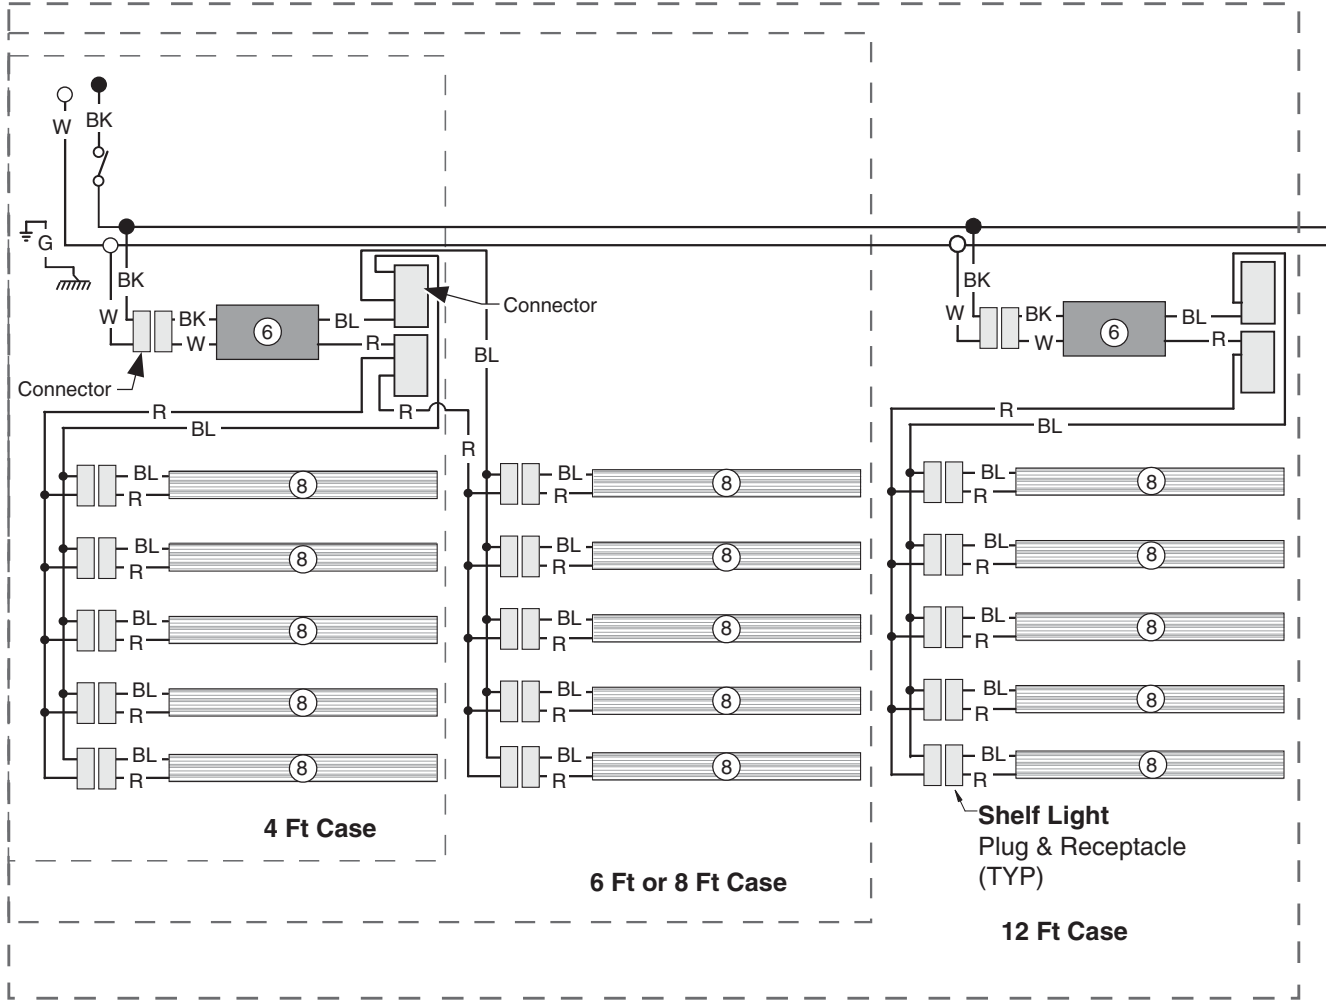 W
BK
G
BK
W
BK
W
6
BL
R
Connector
Connector
BL
R
R
BL
R
BK
W
BK
W
6
BL
R
R
BL
BL
R
8
BL
R
8
BL
R
8
BL
R
8
BL
R
8
BL
R
8
BL
R
8
BL
R
8
BL
R
8
BL
R
8
BL
R
8
BL
R
8
BL
R
8
BL
R
8
BL
R
8
4 Ft Case
6 Ft or 8 Ft Case
Shelf Light
Plug & Receptacle
(TYP)
12 Ft Case